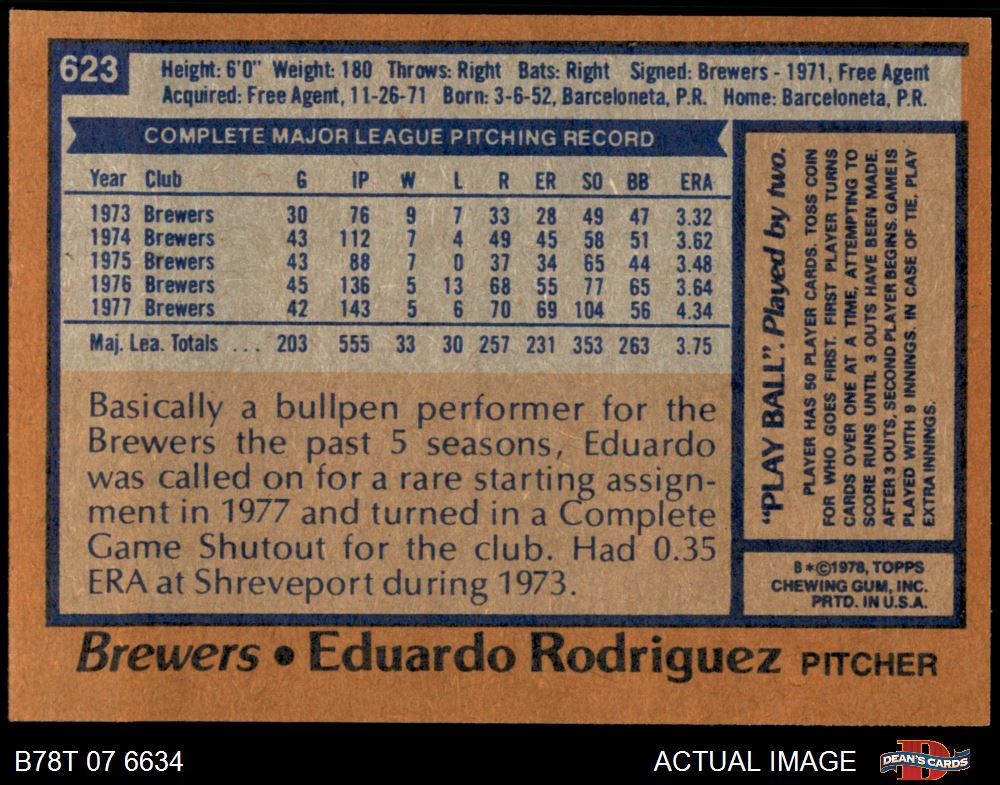 623
Height: 6'0" Weight: 180 Throws: Right Bats: Right Signed: Brewers - 1971, Free Agent
Acquired: Free Agent, 11-26-71 Born: 3-6-52, Barceloneta, P.R. Home: Barceloneta, P.R.
COMPLETE MAJOR LEAGUE PITCHING RECORD
Year Club G IP W L R ER SO BB ERA
1973 Brewers 30 76 9 7 33 28 49 47 3.32
1974 Brewers 43 112 7 4 49 45 58 51 3.62
1975 Brewers 43 88 7 0 37 34 65 44 3.48
1976 Brewers 45 136 5 13 68 55 77 65 3.64
1977 Brewers 42 143 5 6 70 69 104 56 4.34
Maj. Lea. Totals ... 203 555 33 30 257 231 353 263 3.75
Basically a bullpen performer for the
Brewers the past 5 seasons, Eduardo
was called on for a rare starting assign-
ment in 1977 and turned in a Complete
Game Shutout for the club. Had 0.35
ERA at Shreveport during 1973.
"PLAY BALL". Played by two.
PLAYER HAS 50 PLAYER CARDS. TOSS COIN
FOR WHO GOES FIRST. FIRST PLAYER TURNS
CARDS OVER ONE AT A TIME, ATTEMPTING TO
SCORE RUNS UNTIL 3 OUTS HAVE BEEN MADE.
AFTER 3 OUTS, SECOND PLAYER BEGINS. GAME IS
PLAYED WITH 9 INNINGS. IN CASE OF TIE, PLAY
EXTRA INNINGS.
B*©1978, TOPPS
CHEWING GUM, INC.
PRTD. IN U.S.A.
Brewers • Eduardo Rodriguez PITCHER
B78T 07 6634 ACTUAL IMAGE
DEAN'S CARDS